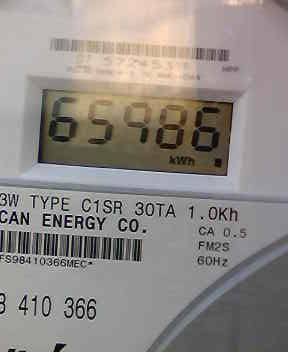 65986
kWh
3W TYPE C1SR 30TA 1.0Kh
CAN ENERGY CO.
CA 0.5
FM2S
60Hz
FS98410366MEC*
410 366